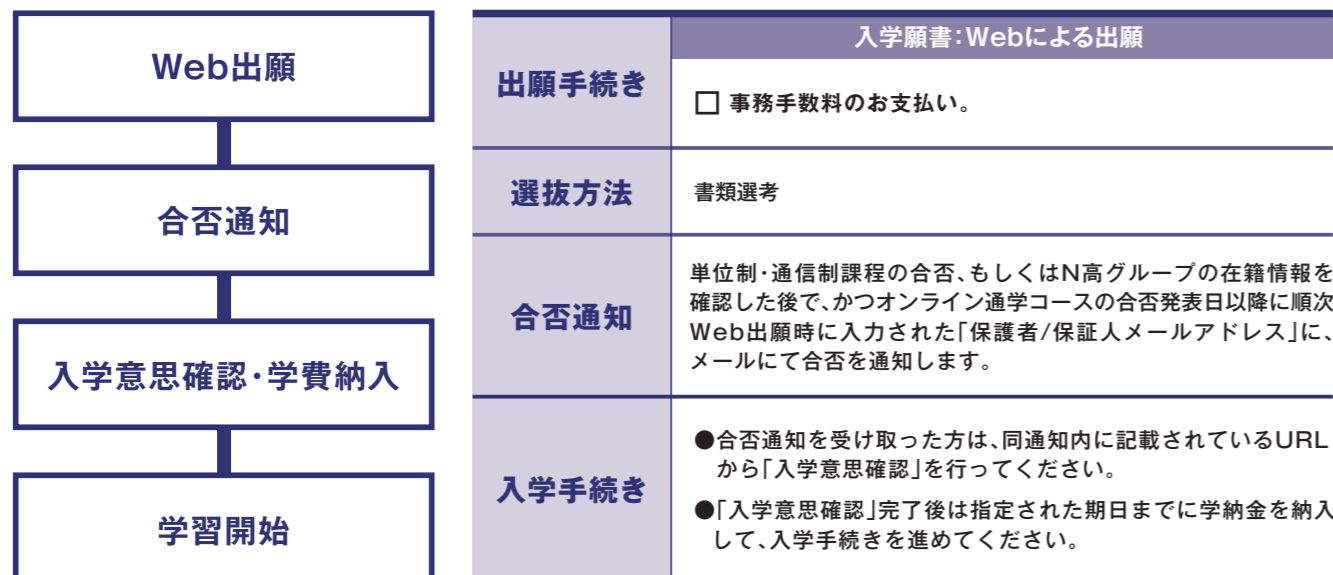 Web出願
合否通知
入学意思確認・学費納入
学習開始
出願手続き
入学願書：Webによる出願
□ 事務手数料のお支払い。
選抜方法
書類選考
合否通知
単位制・通信制課程の合否、もしくはN高グループの在籍情報を
確認した後で、かつオンライン通学コースの合否発表日以降に順次
Web出願時に入力された「保護者/保証人メールアドレス」に、
メールにて合否を通知します。
入学手続き
●合否通知を受け取った方は、同通知内に記載されているURL
から「入学意思確認」を行ってください。
●「入学意思確認」完了後は指定された期日までに学納金を納入
して、入学手続きを進めてください。